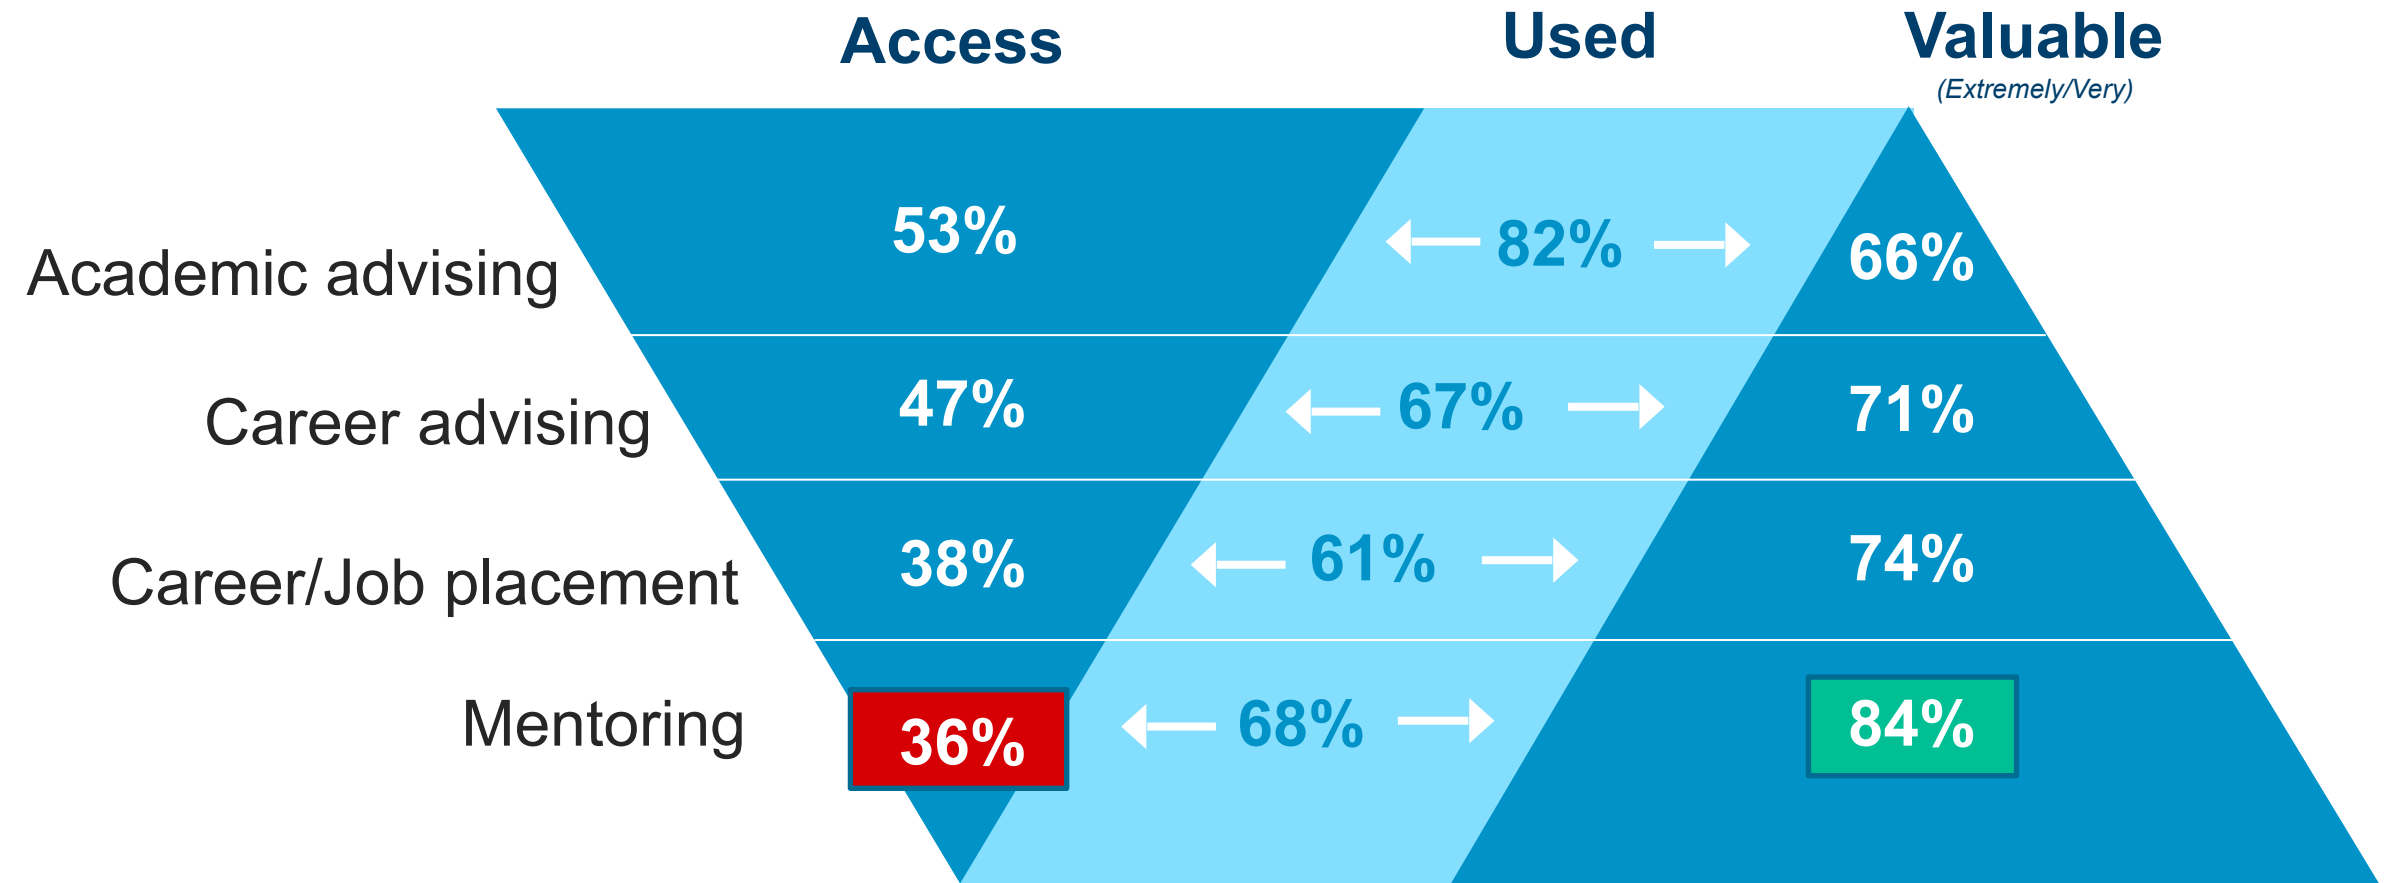 Access
Used
Valuable
(Extremely/Very)
Academic advising
53%
82%
66%
Career advising
47%
67%
71%
Career/Job placement
38%
61%
74%
Mentoring
36%
68%
84%